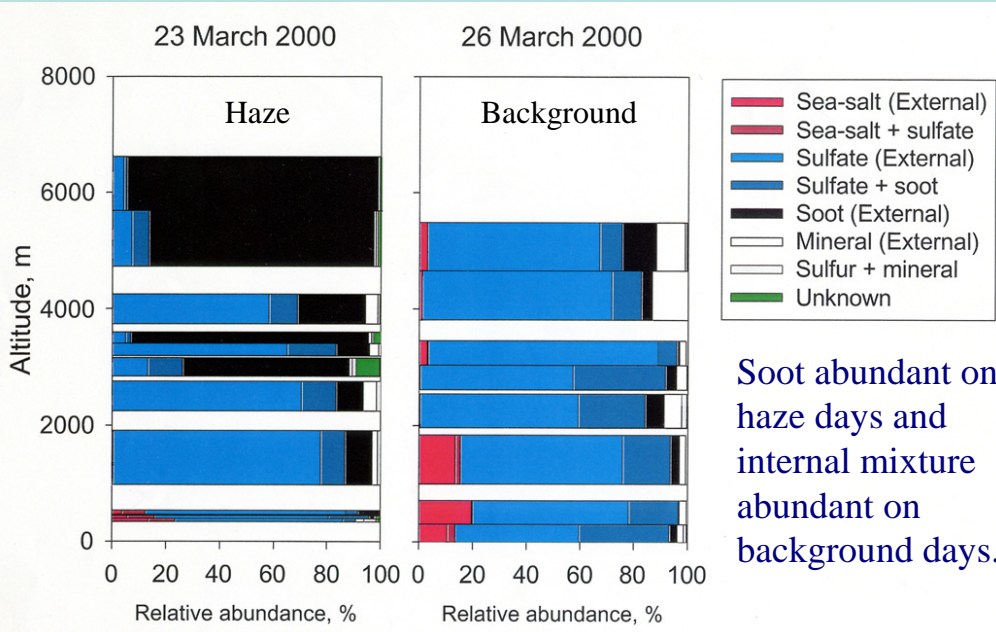 23 March 2000
26 March 2000
8000
6000
4000
2000
0
Altitude, m
Haze
Background
0 20 40 60 80 100
0 20 40 60 80 100
Relative abundance, %
Relative abundance, %
Sea-salt (External)
Sea-salt + sulfate
Sulfate (External)
Sulfate + soot
Soot (External)
Mineral (External)
Sulfur + mineral
Unknown
Soot abundant on
haze days and
internal mixture
abundant on
background days.